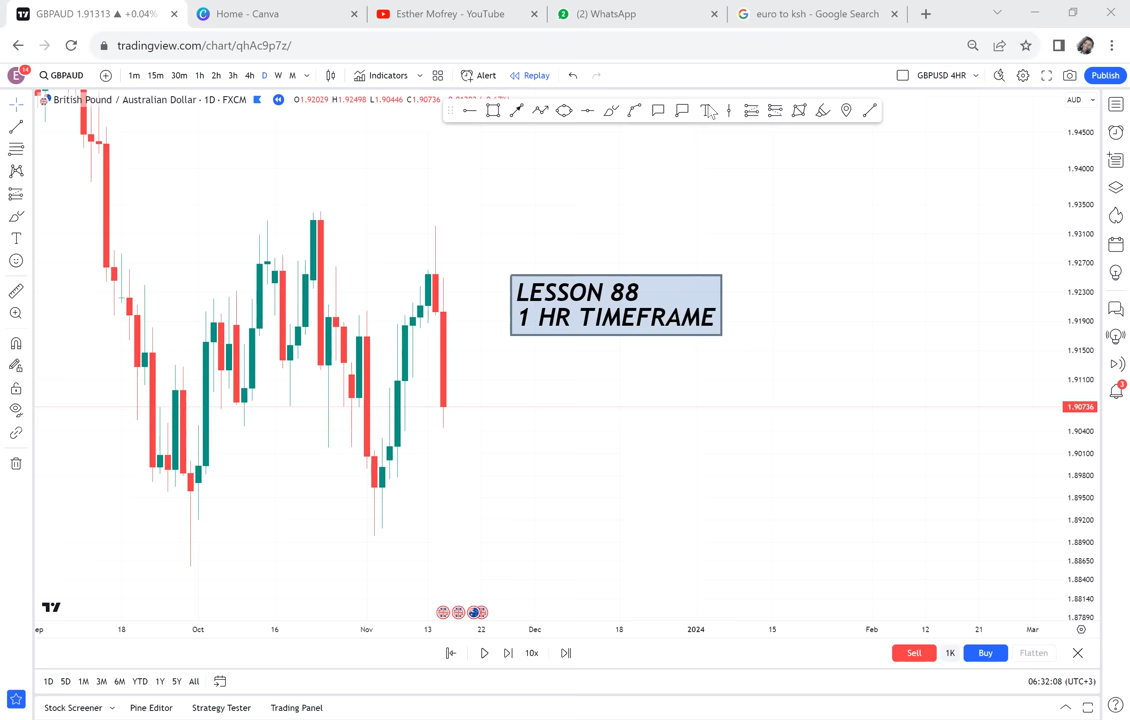 GBPAUD 1.91313 ▲ +0.04%
Home - Canva
Esther Mofrey - YouTube
(2) WhatsApp
euro to ksh - Google Search
tradingview.com/chart/qhAc9p7z/
E
14
GBPAUD
1m 15m 30m 1h 2h 3h 4h D W M
Indicators
Alert
Replay
GBPUSD 4HR
Publish
British Pound / Australian Dollar · 1D · FXCM
O1.92029 H1.92498 L1.90446 C1.90736
AUD
1.94500
1.94000
1.93500
1.93100
1.92700
1.92300
1.91900
1.91500
1.91100
1.90736
1.90400
1.90100
1.89800
1.89500
1.89200
1.88900
1.88650
1.88400
1.88140
1.87890
LESSON 88
1 HR TIMEFRAME
3
ep 18 Oct 16 Nov 13 22 Dec 18 2024 15 Feb 12 21 Mar
10x
Sell 1K Buy Flatten
1D 5D 1M 3M 6M YTD 1Y 5Y All
06:32:08 (UTC+3)
Stock Screener
Pine Editor
Strategy Tester
Trading Panel